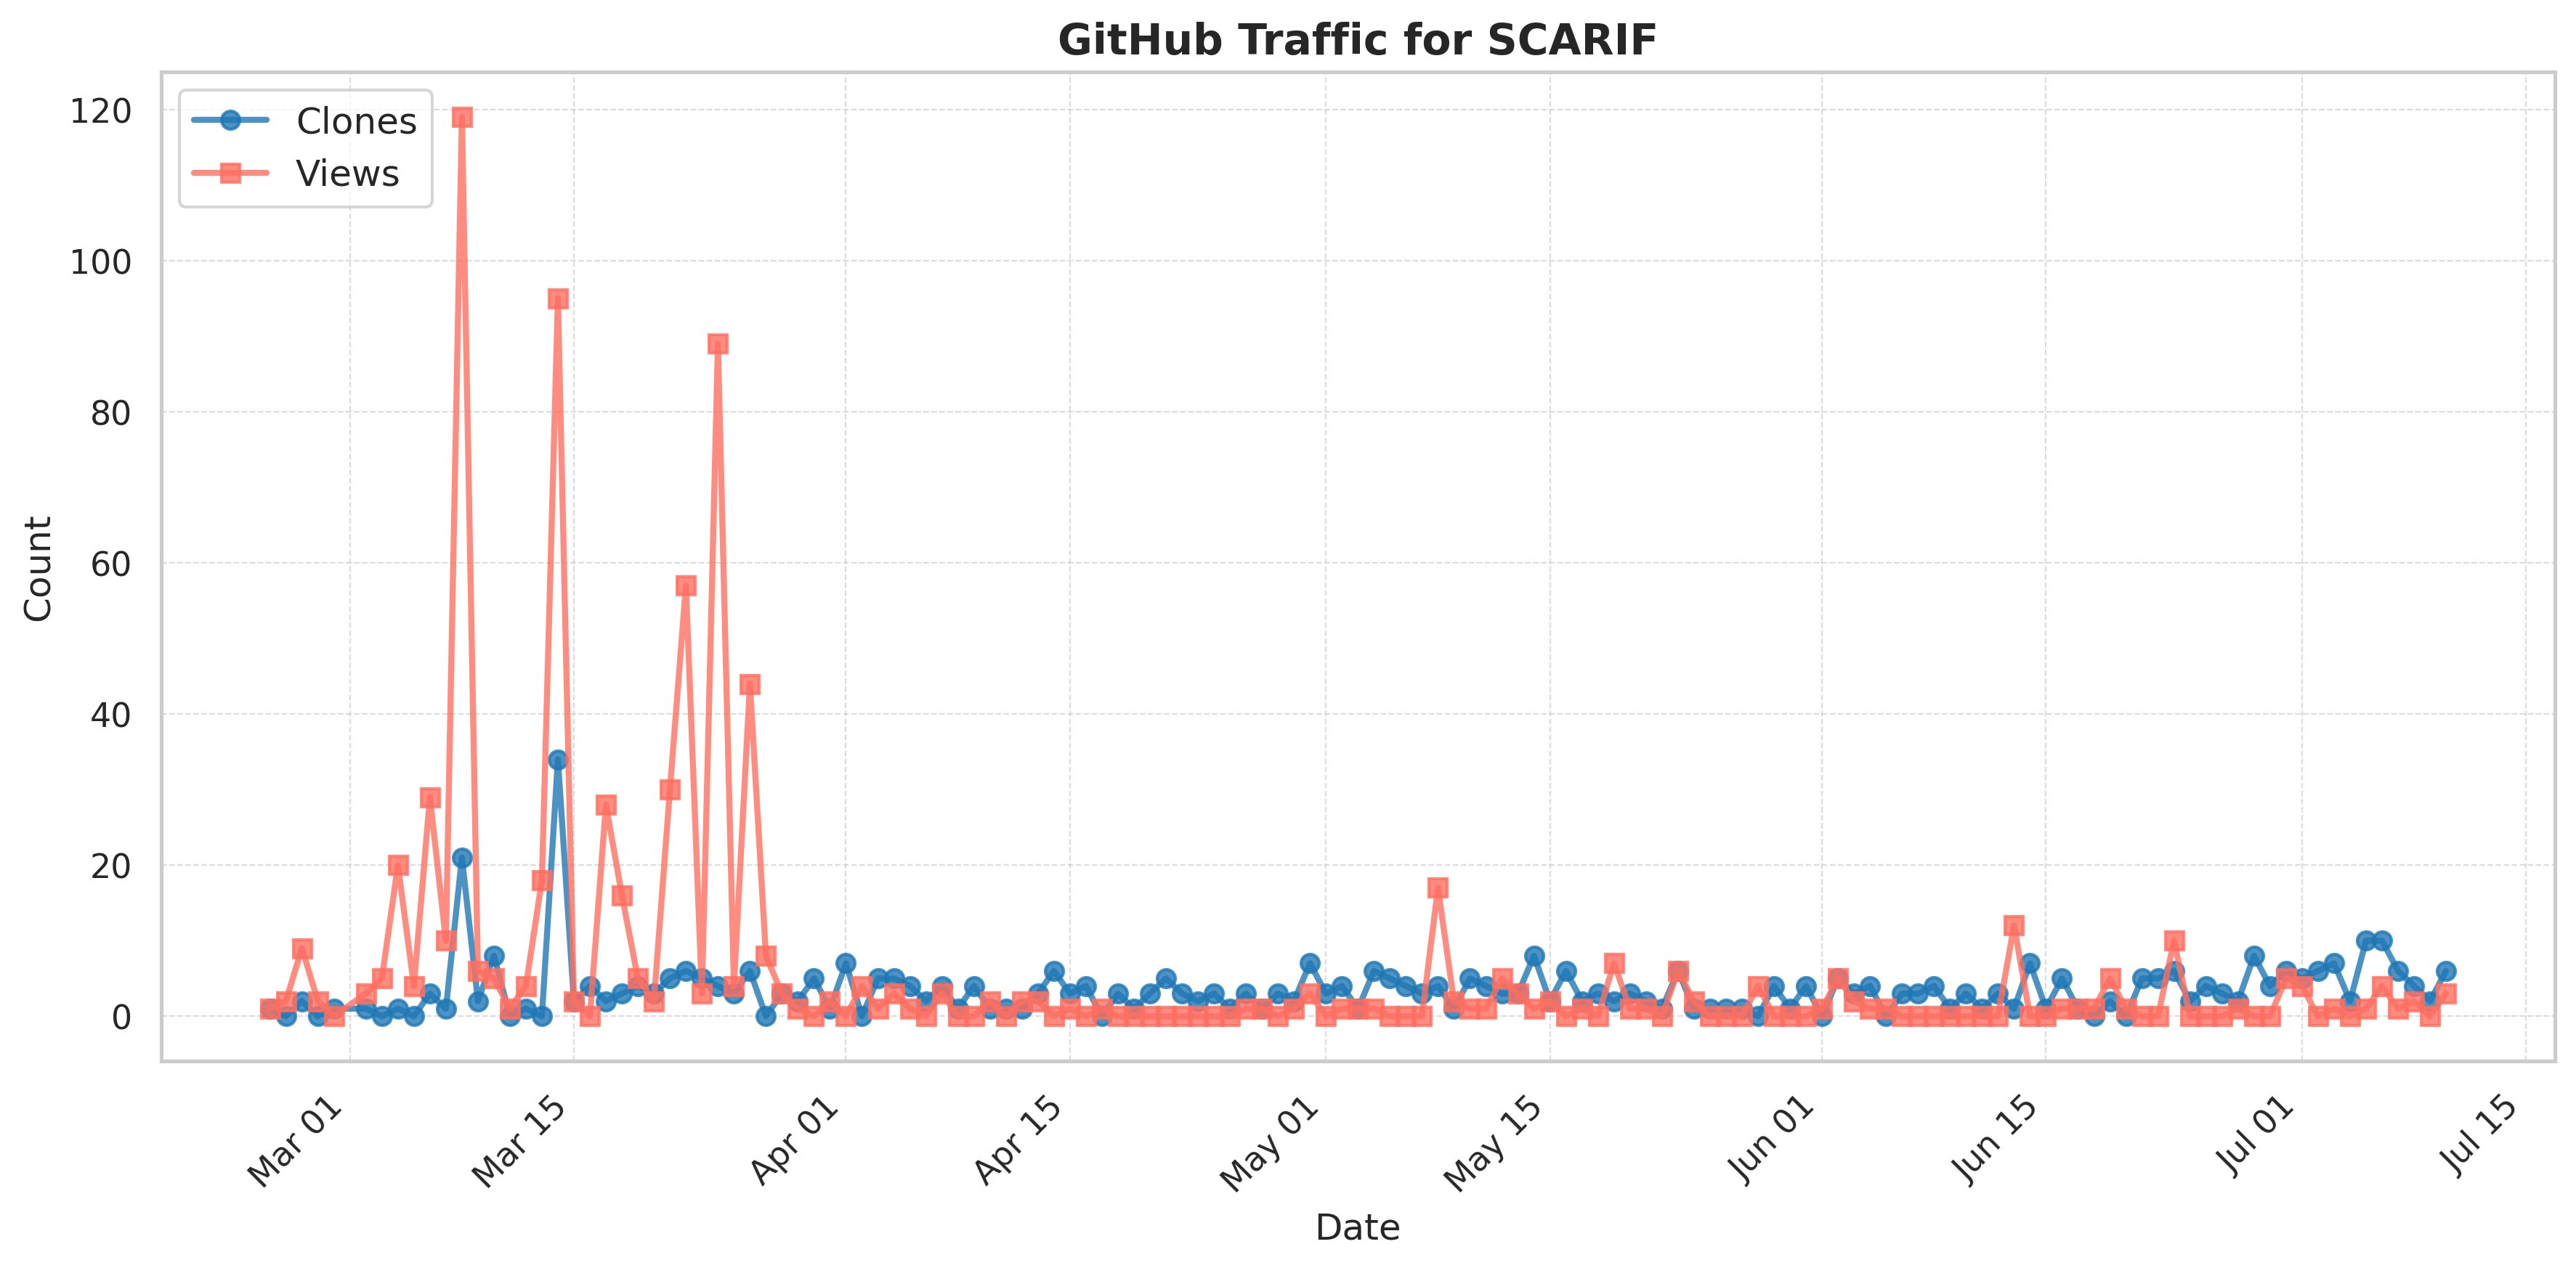 GitHub Traffic for SCARIF
Clones
Views
120
100
80
60
40
20
0
Count
Mar 01
Mar 15
Apr 01
Apr 15
May 01
May 15
Jun 01
Jun 15
Jul 01
Jul 15
Date